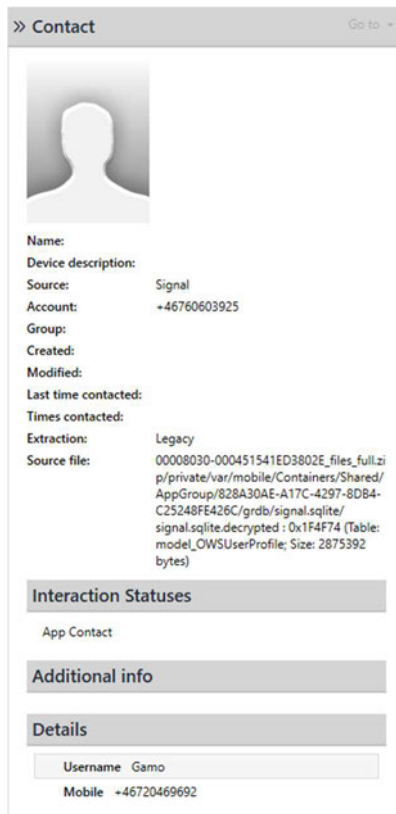 » Contact Go to
Name:
Device description:
Source: Signal
Account: +46760603925
Group:
Created:
Modified:
Last time contacted:
Times contacted:
Extraction: Legacy
Source file: 00008030-000451541ED3802E_files_full.zi
p/private/var/mobile/Containers/Shared/
AppGroup/828A30AE-A17C-4297-8DB4-
C25248FE426C/grdb/signal.sqlite/
signal.sqlite.decrypted : 0x1F4F74 (Table:
model_OWSUserProfile; Size: 2875392
bytes)
Interaction Statuses
App Contact
Additional info
Details
Username Gamo
Mobile +46720469692